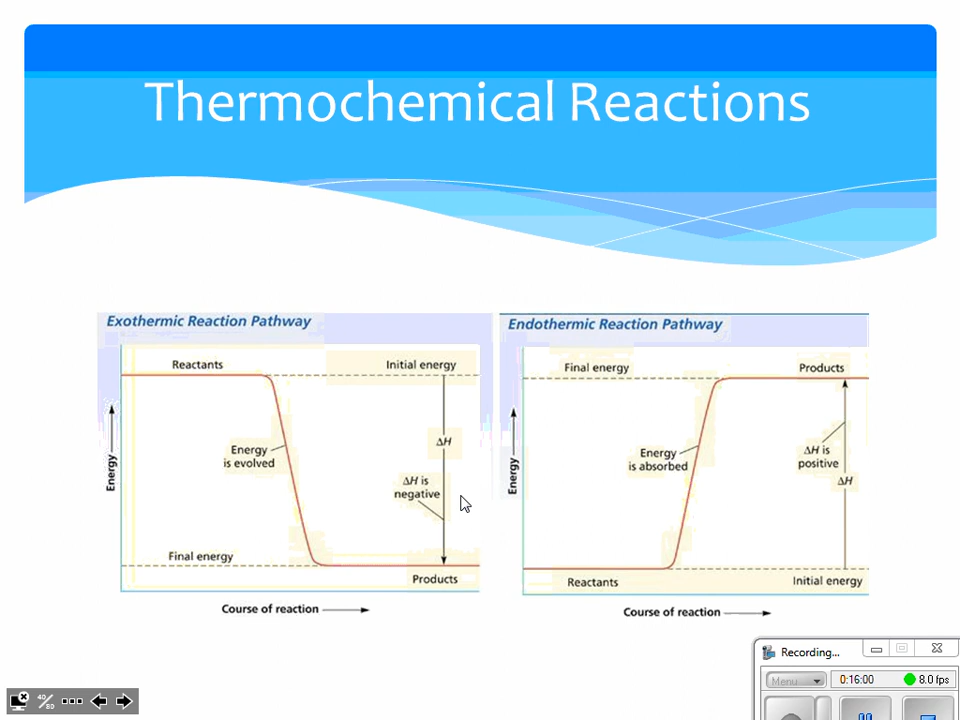 Thermochemical Reactions
Exothermic Reaction Pathway
Reactants
Initial energy
Energy
Energy
is evolved
ΔH
ΔH is
negative
Final energy
Products
Course of reaction
Endothermic Reaction Pathway
Final energy
Products
Energy
Energy
is absorbed
ΔH is
positive
ΔH
Reactants
Initial energy
Course of reaction
Recording...
Menu
0:16:00
8.0 fps